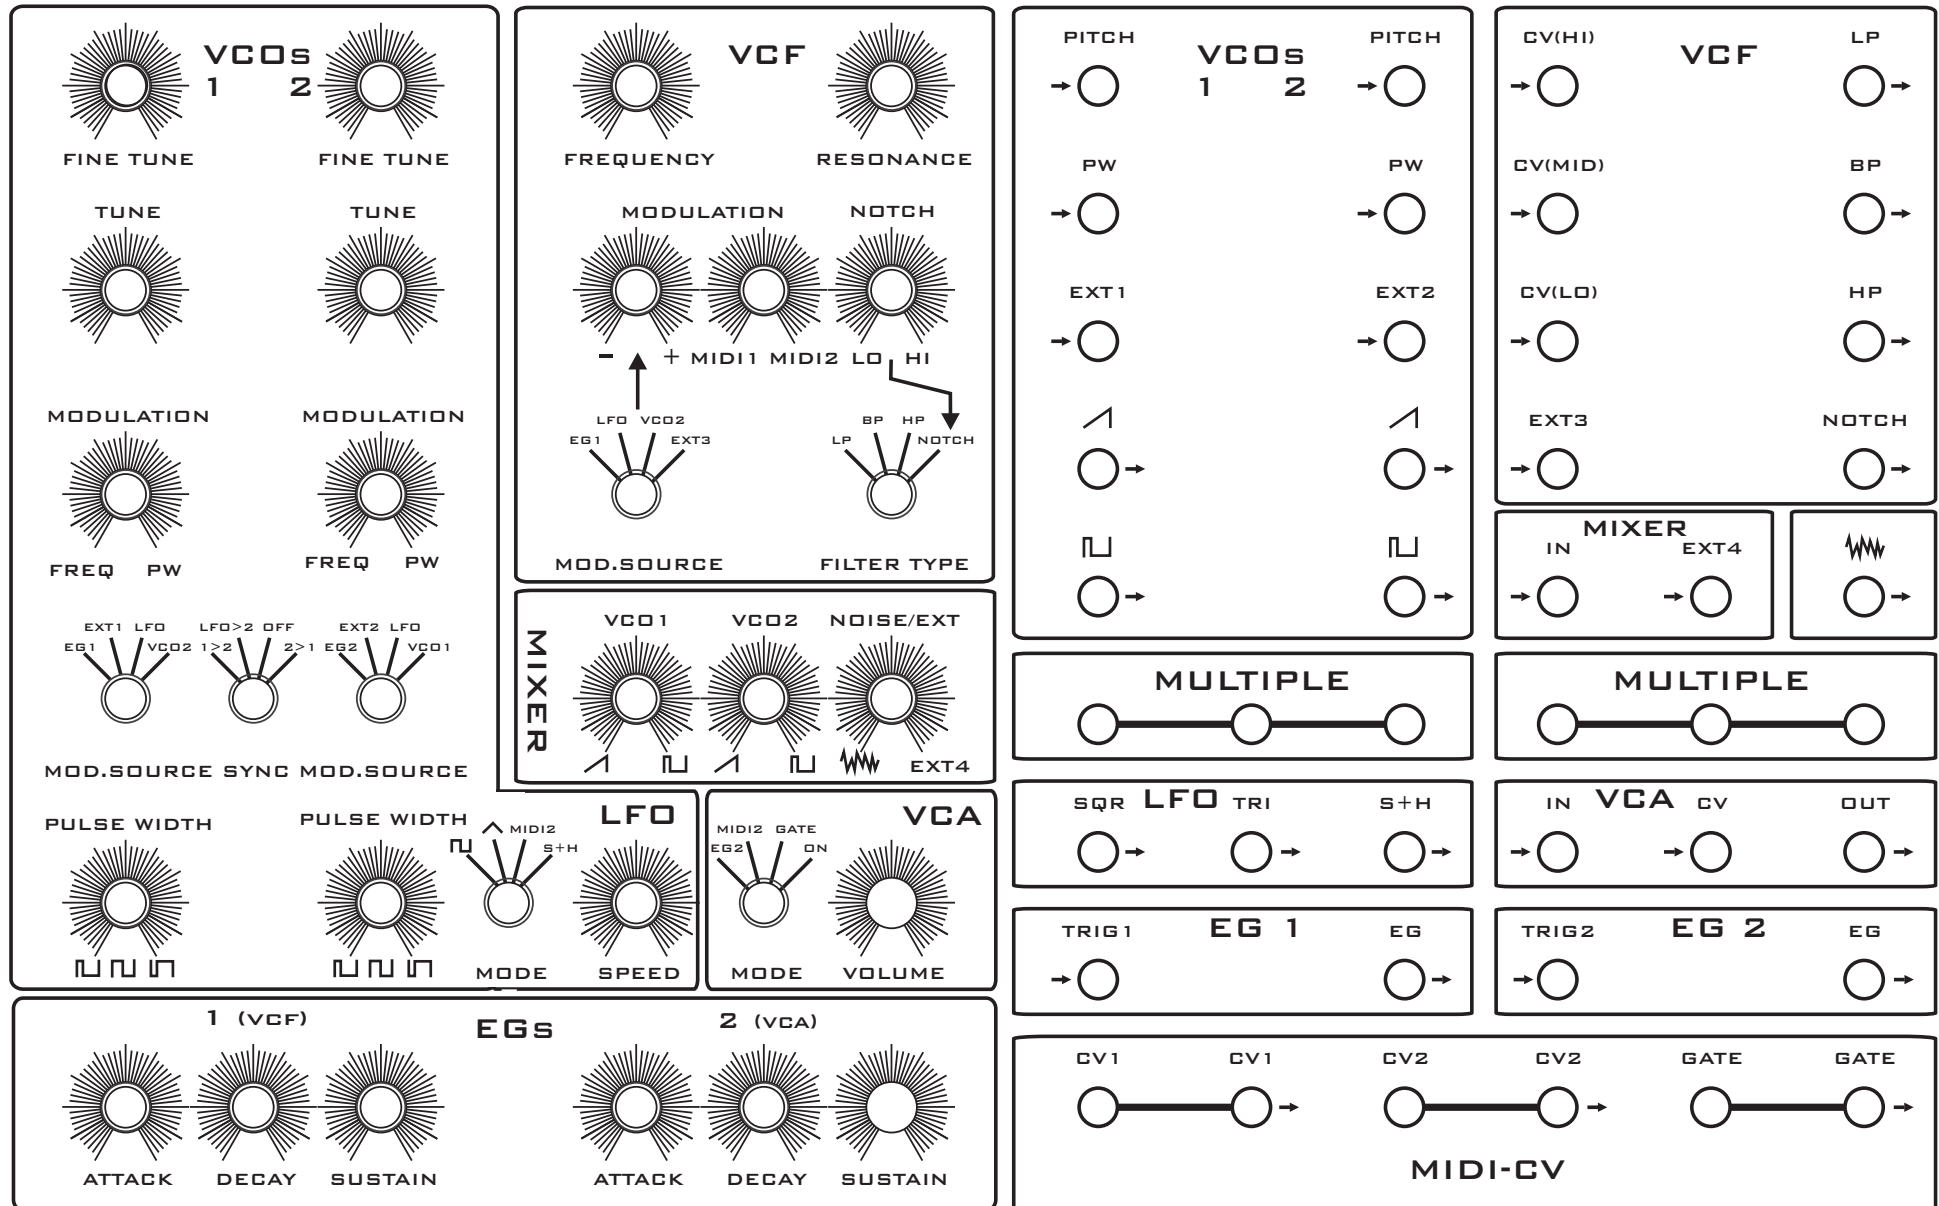 VCOs
1 2
FINE TUNE FINE TUNE
TUNE TUNE
MODULATION MODULATION
FREQ PW FREQ PW
EXT1 LFO LFO>2 OFF EXT2 LFO
EG1 VCO2 1>2 2>1 EG2 VCO1
MOD.SOURCE SYNC MOD.SOURCE
PULSE WIDTH PULSE WIDTH
VCF
FREQUENCY RESONANCE
MODULATION NOTCH
- + MIDI1 MIDI2 LO HI
LFO VCO2 BP HP
EG1 EXT3 LP NOTCH
MOD.SOURCE FILTER TYPE
MIXER
VCO1 VCO2 NOISE/EXT
EXT4
LFO
MIDI2
S+H
MODE SPEED
VCA
MIDI2 GATE
EG2 ON
MODE VOLUME
1 (VCF) EGs 2 (VCA)
ATTACK DECAY SUSTAIN ATTACK DECAY SUSTAIN
PITCH VCOs PITCH
1 2
PW PW
EXT1 EXT2
CV(HI) VCF LP
CV(MID) BP
CV(LO) HP
EXT3 NOTCH
MIXER
IN EXT4
MULTIPLE
MULTIPLE
SQR LFO TRI S+H
IN VCA CV OUT
TRIG1 EG 1 EG
TRIG2 EG 2 EG
CV1 CV1 CV2 CV2 GATE GATE
MIDI-CV